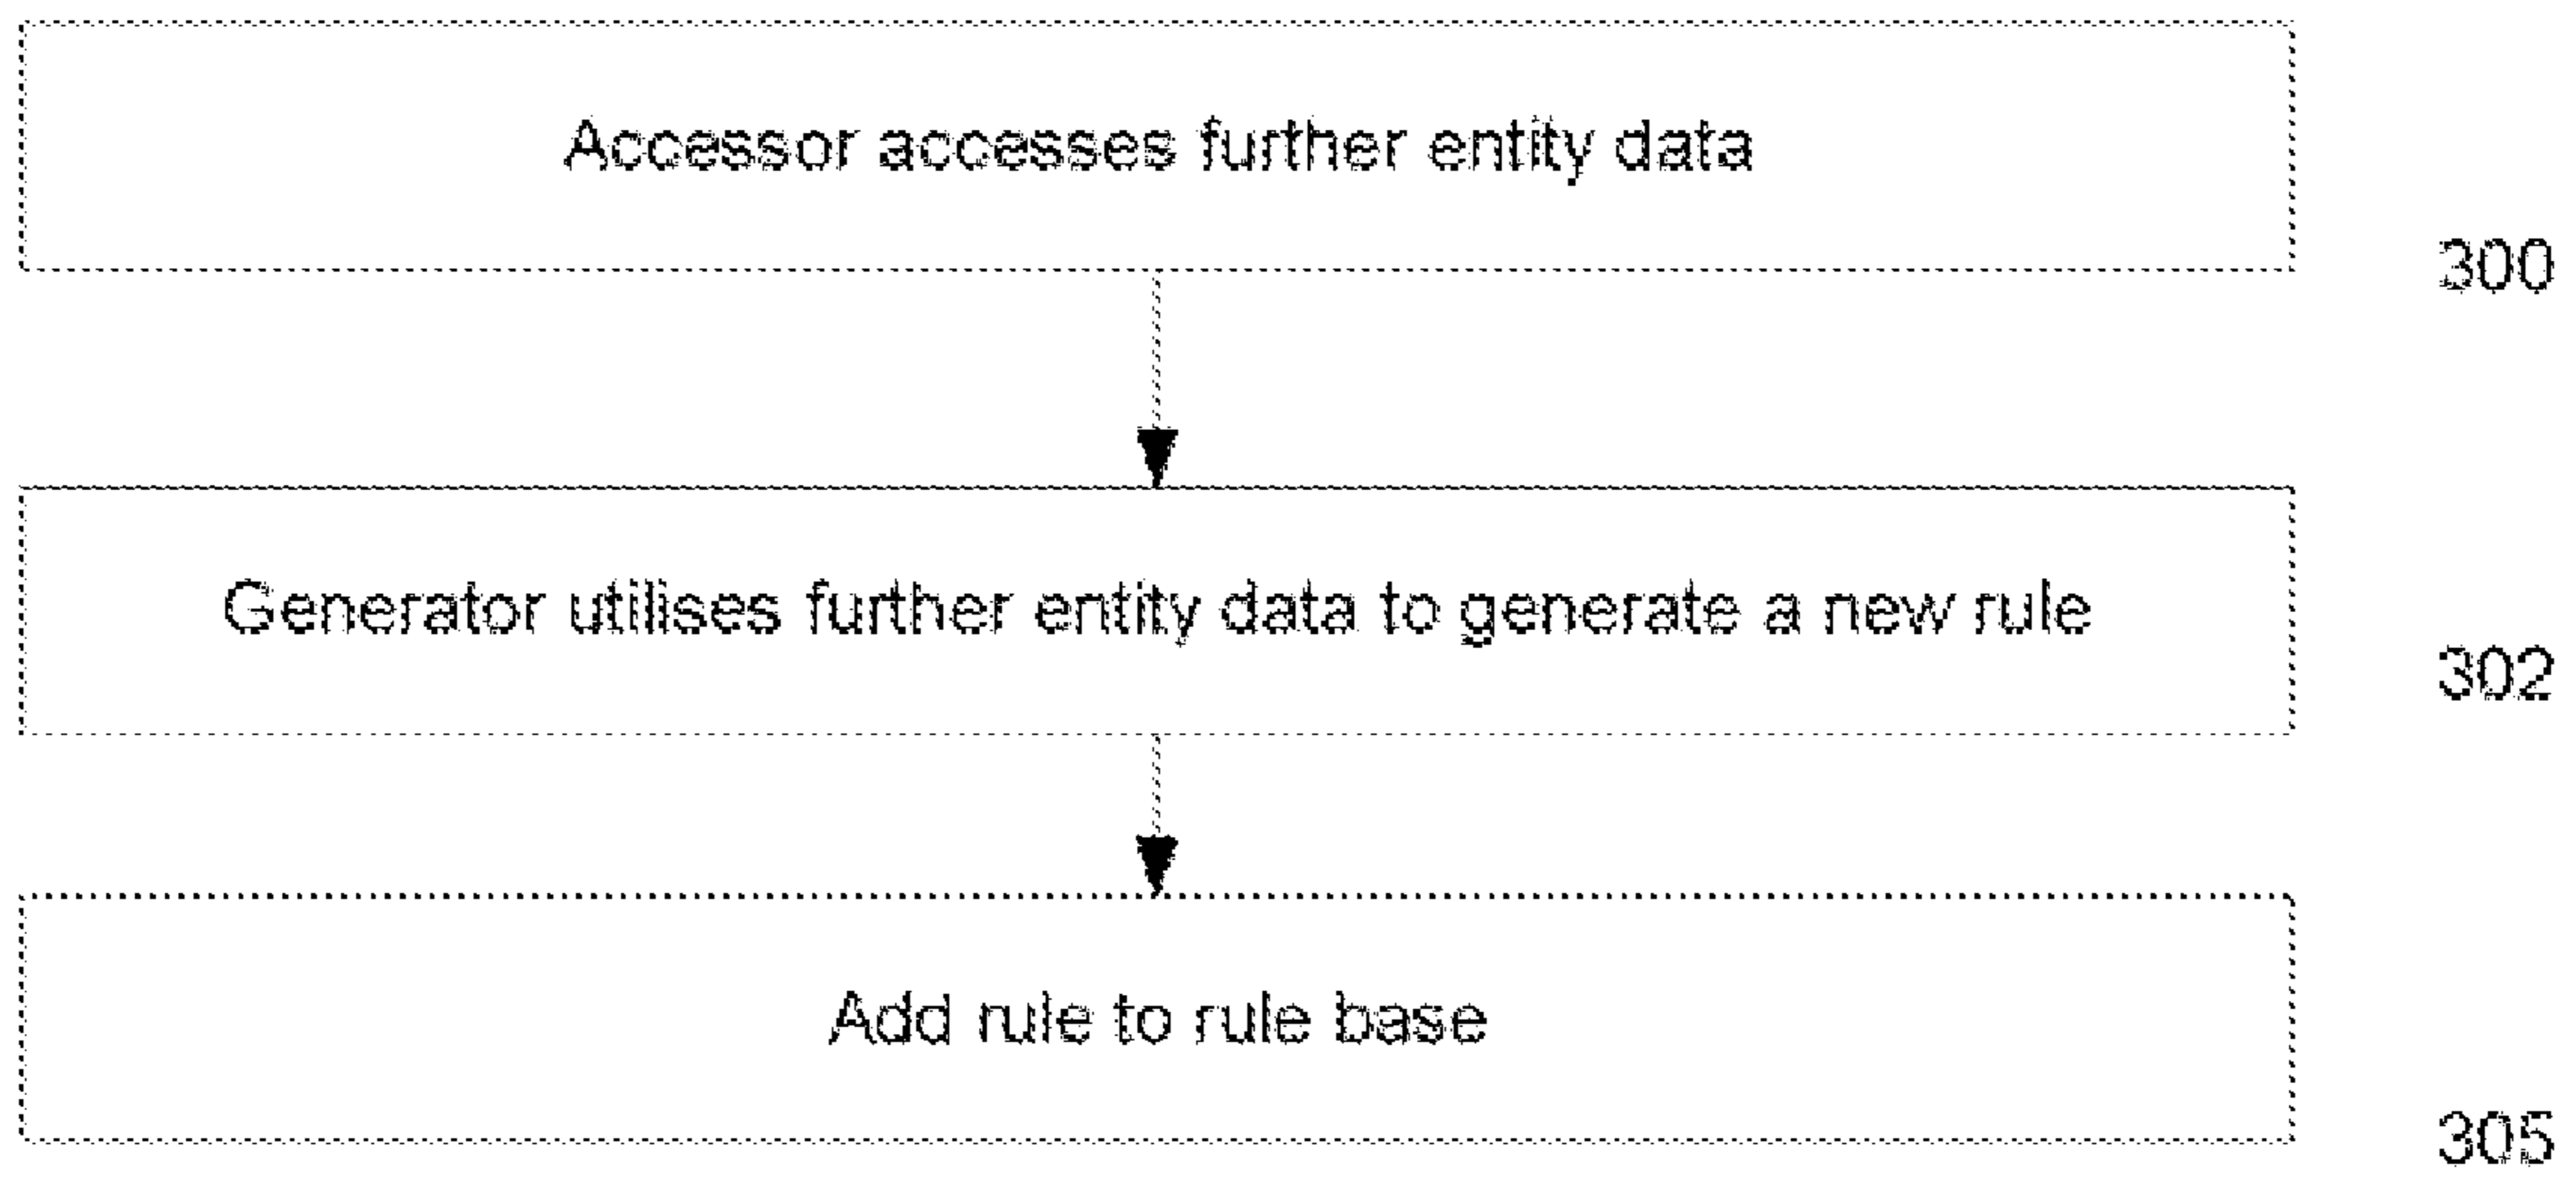 Accessor accesses further entity data
300
Generator utilises further entity data to generate a new rule
302
Add rule to rule base
305